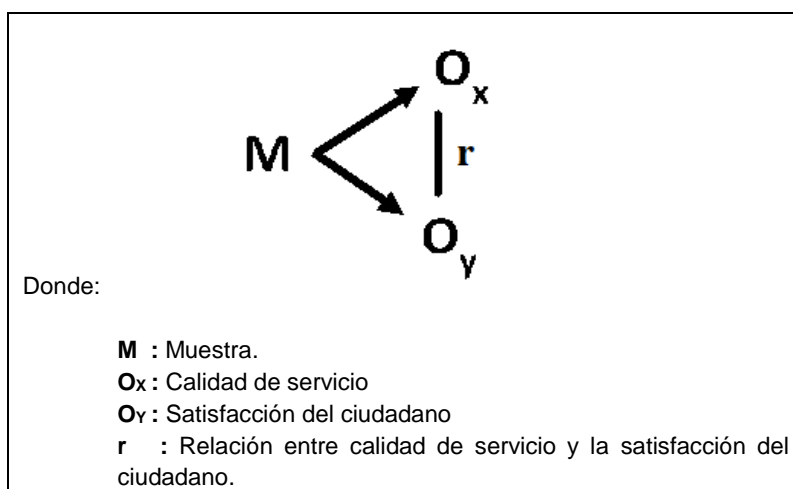 Ox
M
r
Oy
Donde:
M : Muestra.
OX : Calidad de servicio
OY : Satisfacción del ciudadano
r : Relación entre calidad de servicio y la satisfacción del
ciudadano.